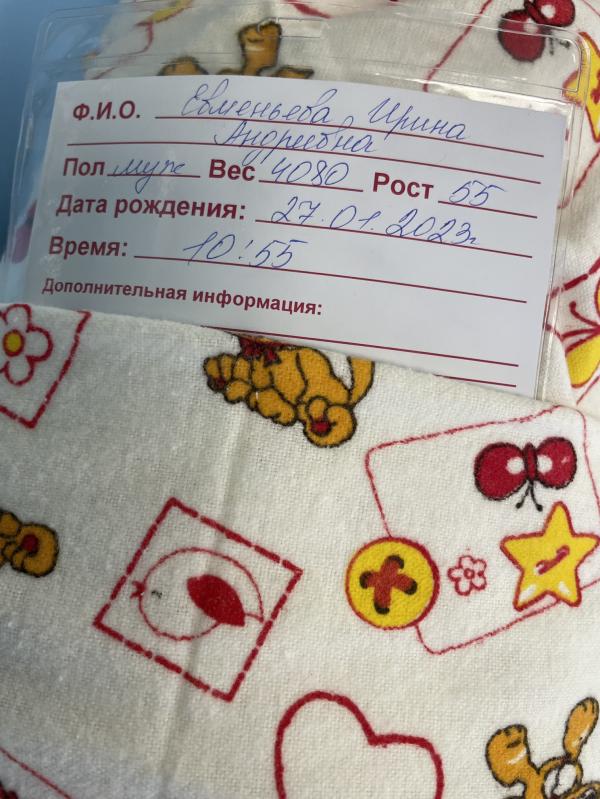 Ф.И.О. Евменьева Ирина
Андреевна
Пол муж Вес 4080 Рост 55
Дата рождения: 27.01.2023г
Время: 10:55
Дополнительная информация: